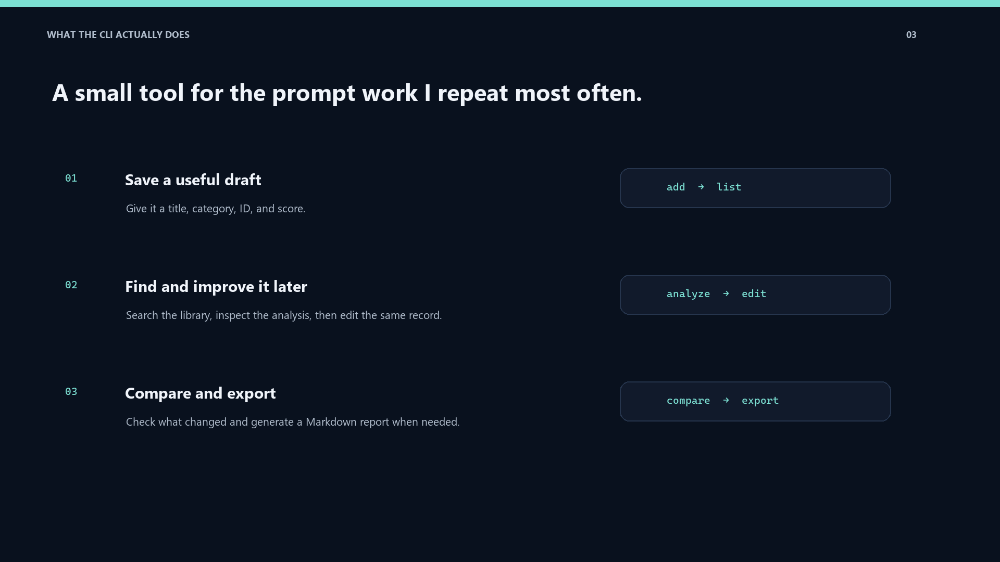 WHAT THE CLI ACTUALLY DOES
03
A small tool for the prompt work I repeat most often.
01
Save a useful draft
Give it a title, category, ID, and score.
add → list
02
Find and improve it later
Search the library, inspect the analysis, then edit the same record.
analyze → edit
03
Compare and export
Check what changed and generate a Markdown report when needed.
compare → export